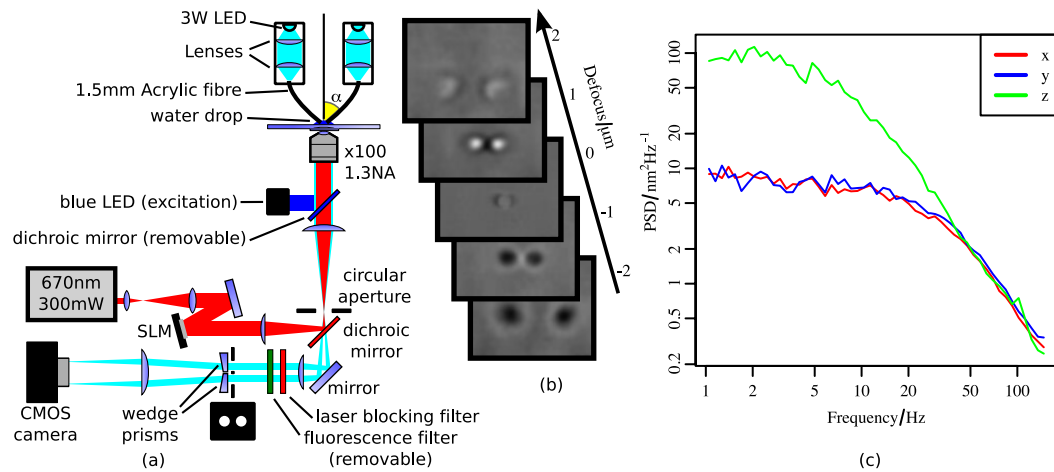 3W LED
Lenses
1.5mm Acrylic fibre
water drop
α
x100
1.3NA
blue LED (excitation)
dichroic mirror (removable)
670nm
300mW
circular
aperture
SLM
dichroic
mirror
mirror
CMOS
camera
wedge
prisms
laser blocking filter
fluorescence filter
(removable)
(a)
2
1
0
-1
-2
Defocus/μm
(b)
PSD/nm²Hz⁻¹
100
50
20
10
5
2
1
0.5
0.2
1
2
5
10
20
50
100
Frequency/Hz
x
y
z
(c)